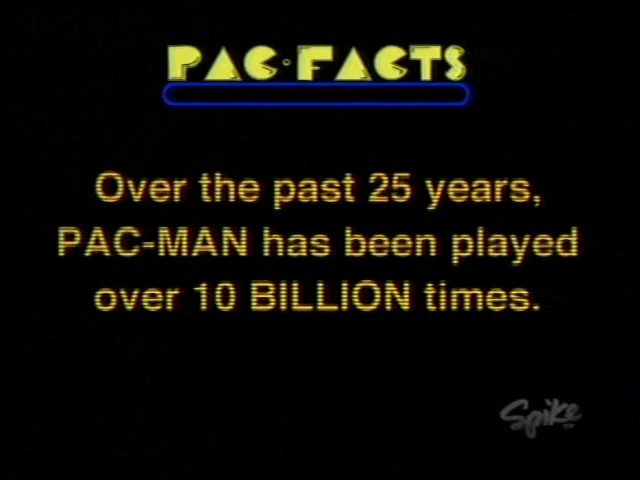 PAC•FACTS
Over the past 25 years,
PAC-MAN has been played
over 10 BILLION times.
Spike